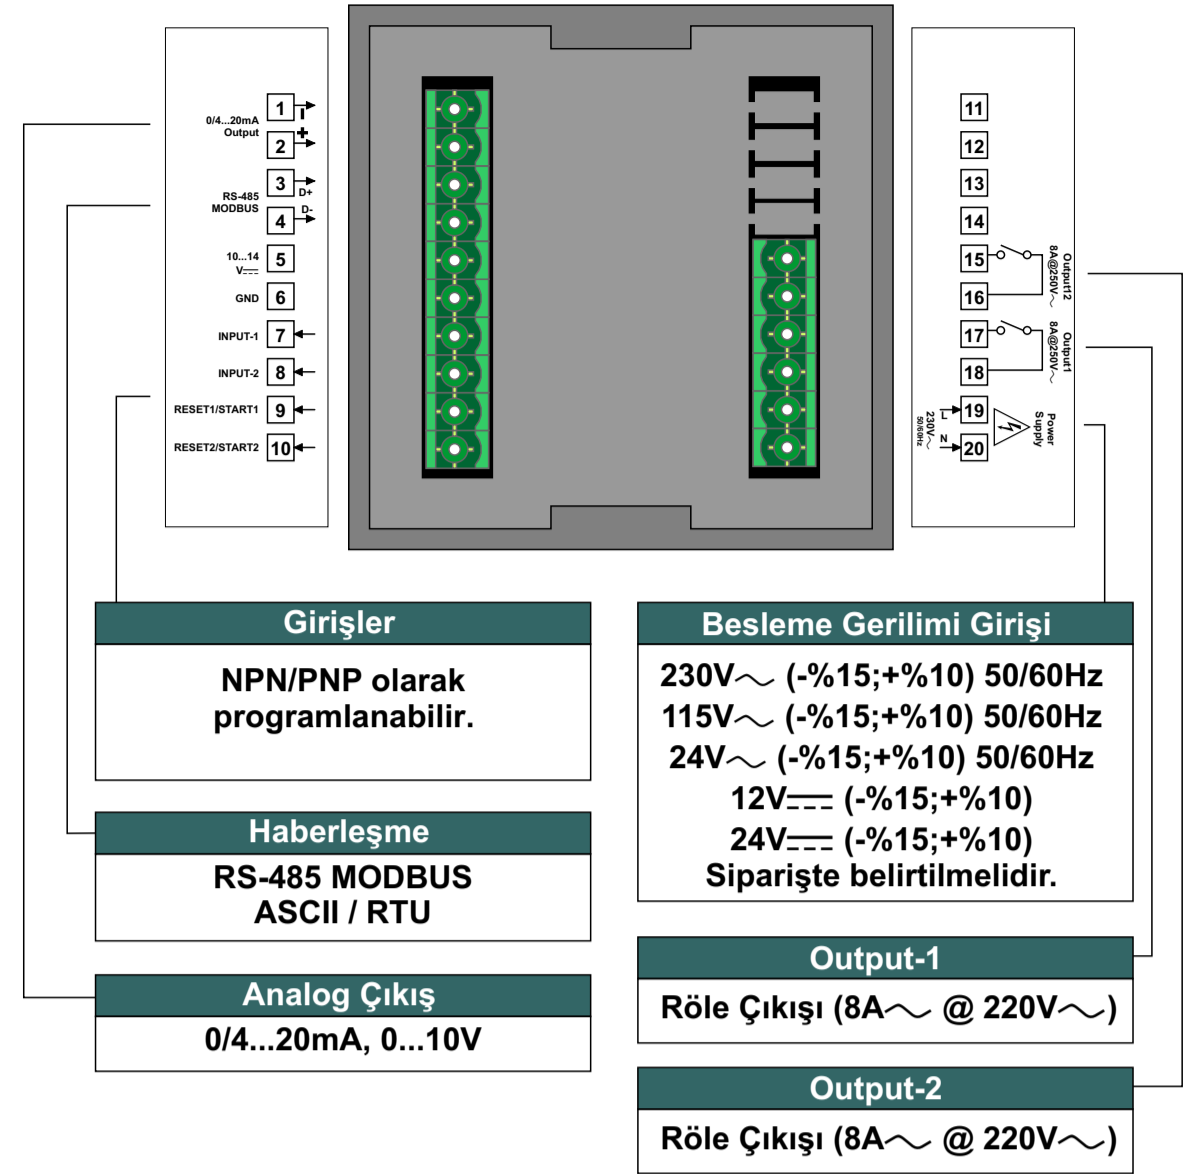 1
0/4...20mA
Output
2
3
D+
RS-485
MODBUS
D-
4
10...14
V
5
GND
6
INPUT-1
7
INPUT-2
8
RESET1/START1
9
RESET2/START2
10
11
12
13
14
15
16
Output12
8A@250V
17
18
Output1
8A@250V
19
L
20
N
230V
50/60Hz
Power
Supply
Girişler
NPN/PNP olarak
programlanabilir.
Haberleşme
RS-485 MODBUS
ASCII / RTU
Analog Çıkış
0/4...20mA, 0...10V
Besleme Gerilimi Girişi
230V (-%15;+%10) 50/60Hz
115V (-%15;+%10) 50/60Hz
24V (-%15;+%10) 50/60Hz
12V (-%15;+%10)
24V (-%15;+%10)
Siparişte belirtilmelidir.
Output-1
Röle Çıkışı (8A @ 220V)
Output-2
Röle Çıkışı (8A @ 220V)